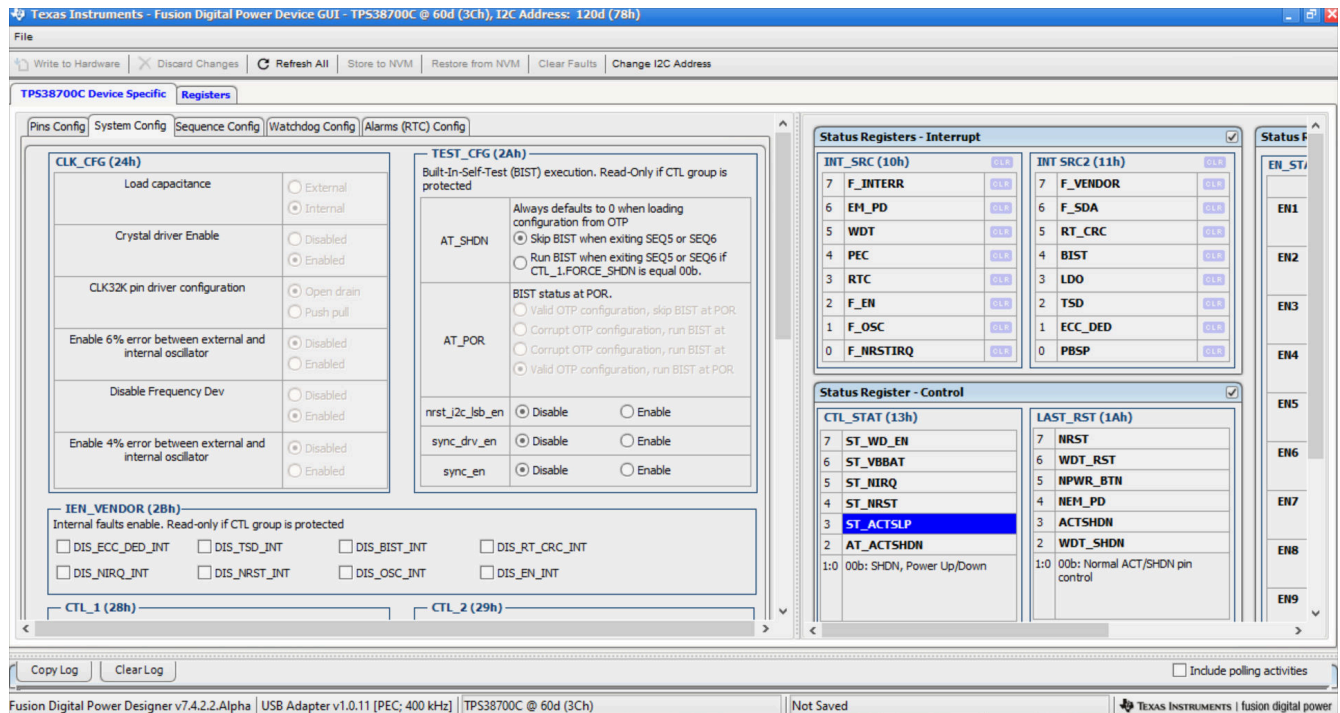 Texas Instruments - Fusion Digital Power Device GUI - TPS38700C @ 60d (3Ch), I2C Address: 120d (78h)
File
Write to Hardware Discard Changes Refresh All Store to NVM Restore from NVM Clear Faults Change I2C Address
TPS38700C Device Specific Registers
Pins Config System Config Sequence Config Watchdog Config Alarms (RTC) Config
CLK_CFG (24h)
Load capacitance
External
Internal
Crystal driver Enable
Disabled
Enabled
CLK32K pin driver configuration
Open drain
Push pull
Enable 6% error between external and
internal oscillator
Disabled
Enabled
Disable Frequency Dev
Disabled
Enabled
Enable 4% error between external and
internal oscillator
Disabled
Enabled
TEST_CFG (2Ah)
Built-In-Self-Test (BIST) execution. Read-Only if CTL group is
protected
AT_SHDN
Always defaults to 0 when loading
configuration from OTP
Skip BIST when exiting SEQ5 or SEQ6
Run BIST when exiting SEQ5 or SEQ6 if
CTL_1.FORCE_SHDN is equal 00b.
AT_POR
BIST status at POR.
Valid OTP configuration, skip BIST at POR
Corrupt OTP configuration, run BIST at
Corrupt OTP configuration, run BIST at
Valid OTP configuration, run BIST at POR
nrst_i2c_lsb_en Disable Enable
sync_drv_en Disable Enable
sync_en Disable Enable
IEN_VENDOR (2Bh)
Internal faults enable. Read-only if CTL group is protected
DIS_ECC_DED_INT DIS_TSD_INT DIS_BIST_INT DIS_RT_CRC_INT
DIS_NIRQ_INT DIS_NRST_INT DIS_OSC_INT DIS_EN_INT
CTL_1 (28h) CTL_2 (29h)
Status Registers - Interrupt
INT_SRC (10h) CLR
7 F_INTERR CLR
6 EM_PD CLR
5 WDT CLR
4 PEC CLR
3 RTC CLR
2 F_EN CLR
1 F_OSC CLR
0 F_NRSTIRQ CLR
INT SRC2 (11h) CLR
7 F_VENDOR CLR
6 F_SDA CLR
5 RT_CRC CLR
4 BIST CLR
3 LDO CLR
2 TSD CLR
1 ECC_DED CLR
0 PBSP CLR
Status Register - Control
CTL_STAT (13h)
7 ST_WD_EN
6 ST_VBBAT
5 ST_NIRQ
4 ST_NRST
3 ST_ACTSLP
2 AT_ACTSHDN
1:0 00b: SHDN, Power Up/Down
LAST_RST (1Ah)
7 NRST
6 WDT_RST
5 NPWR_BTN
4 NEM_PD
3 ACTSHDN
2 WDT_SHDN
1:0 00b: Normal ACT/SHDN pin
control
Status
EN_STA
EN1
EN2
EN3
EN4
EN5
EN6
EN7
EN8
EN9
Copy Log Clear Log Include polling activities
Fusion Digital Power Designer v7.4.2.2.Alpha USB Adapter v1.0.11 [PEC; 400 kHz] TPS38700C @ 60d (3Ch) Not Saved TEXAS INSTRUMENTS | fusion digital power